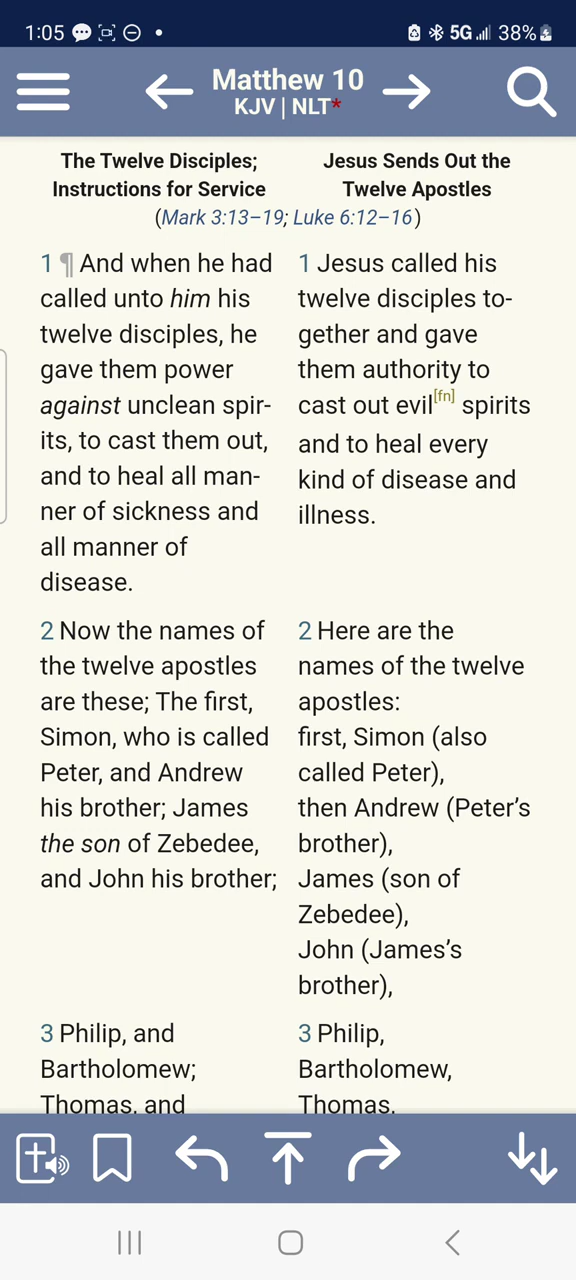 1:05
5G 38%
Matthew 10
KJV | NLT*
The Twelve Disciples;
Instructions for Service
Jesus Sends Out the
Twelve Apostles
(Mark 3:13–19; Luke 6:12–16)
1 ¶ And when he had
called unto him his
twelve disciples, he
gave them power
against unclean spir-
its, to cast them out,
and to heal all man-
ner of sickness and
all manner of
disease.
1 Jesus called his
twelve disciples to-
gether and gave
them authority to
cast out evil[fn] spirits
and to heal every
kind of disease and
illness.
2 Now the names of
the twelve apostles
are these; The first,
Simon, who is called
Peter, and Andrew
his brother; James
the son of Zebedee,
and John his brother;
2 Here are the
names of the twelve
apostles:
first, Simon (also
called Peter),
then Andrew (Peter’s
brother),
James (son of
Zebedee),
John (James’s
brother),
3 Philip, and
Bartholomew;
Thomas, and
3 Philip,
Bartholomew,
Thomas,